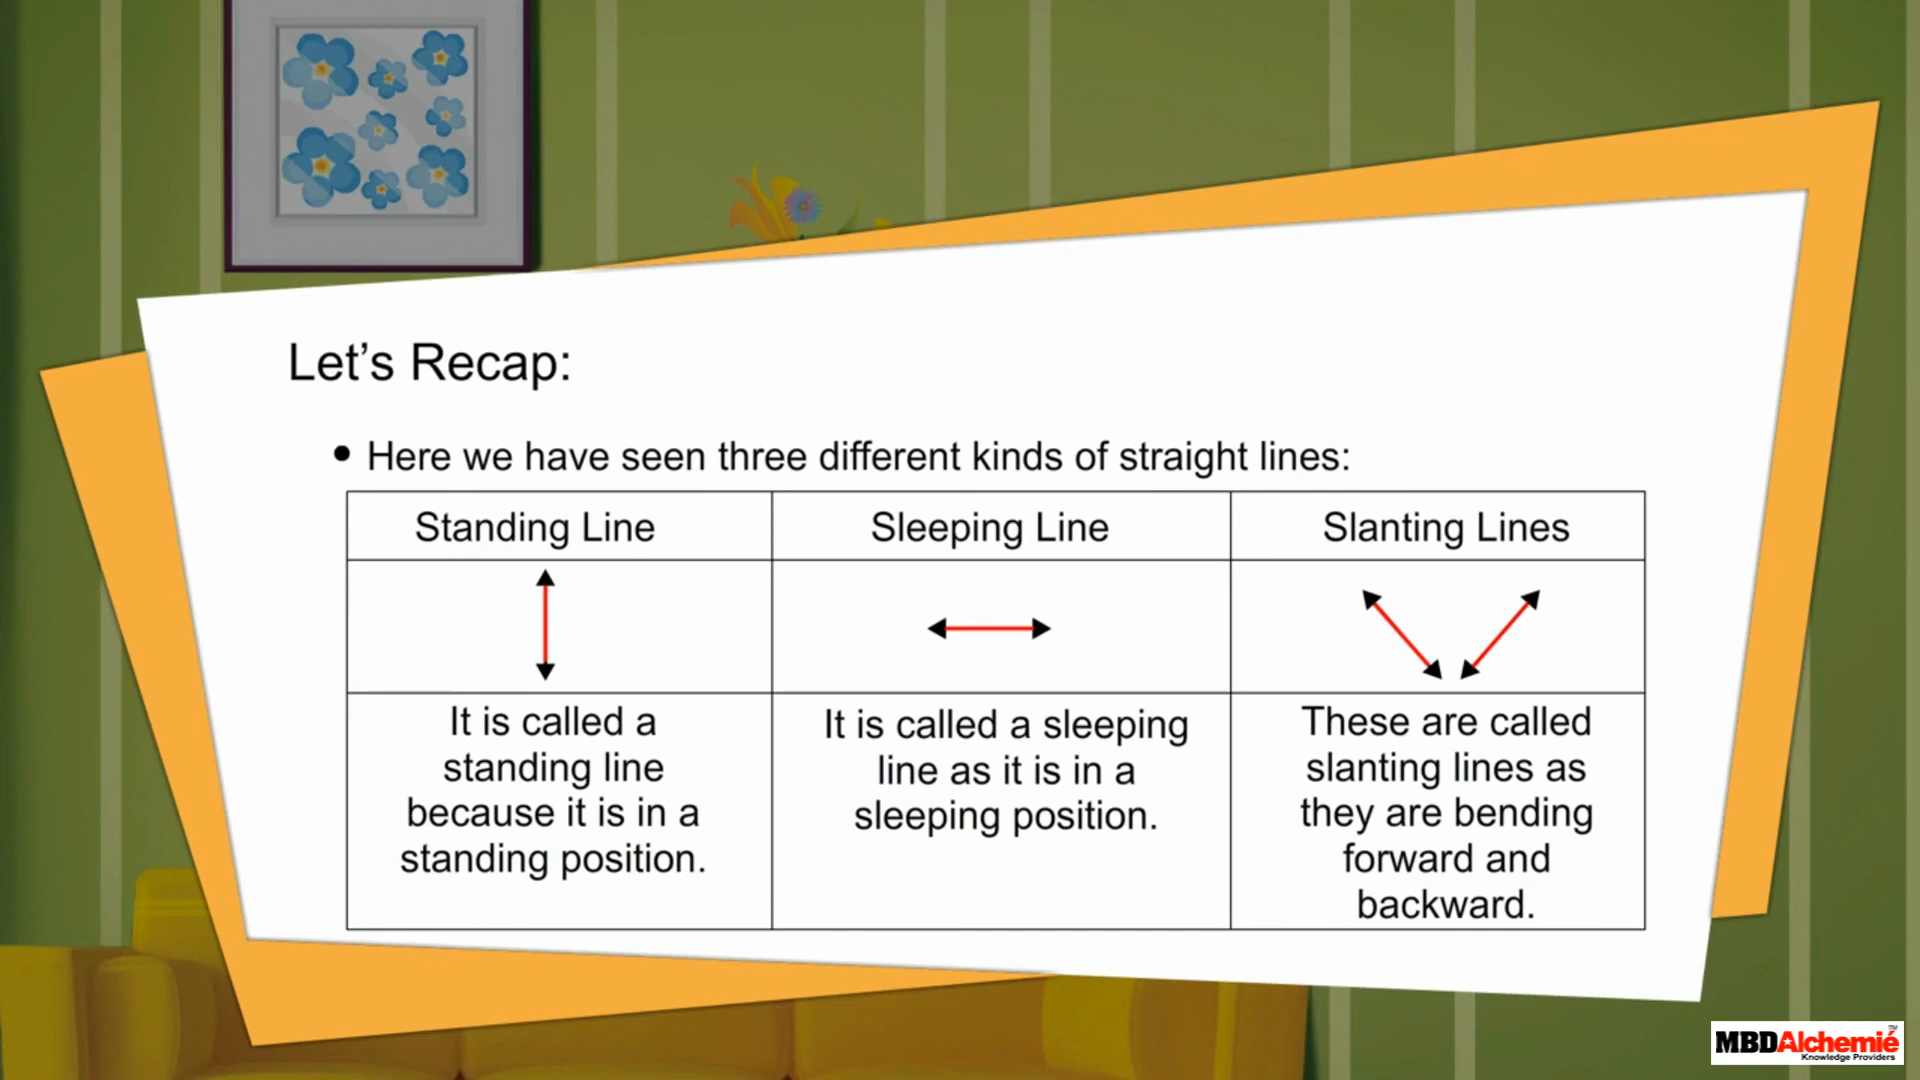 Let’s Recap:
• Here we have seen three different kinds of straight lines:
Standing Line
Sleeping Line
Slanting Lines
It is called a
standing line
because it is in a
standing position.
It is called a sleeping
line as it is in a
sleeping position.
These are called
slanting lines as
they are bending
forward and
backward.
MBDAlchemié™
Knowledge Providers